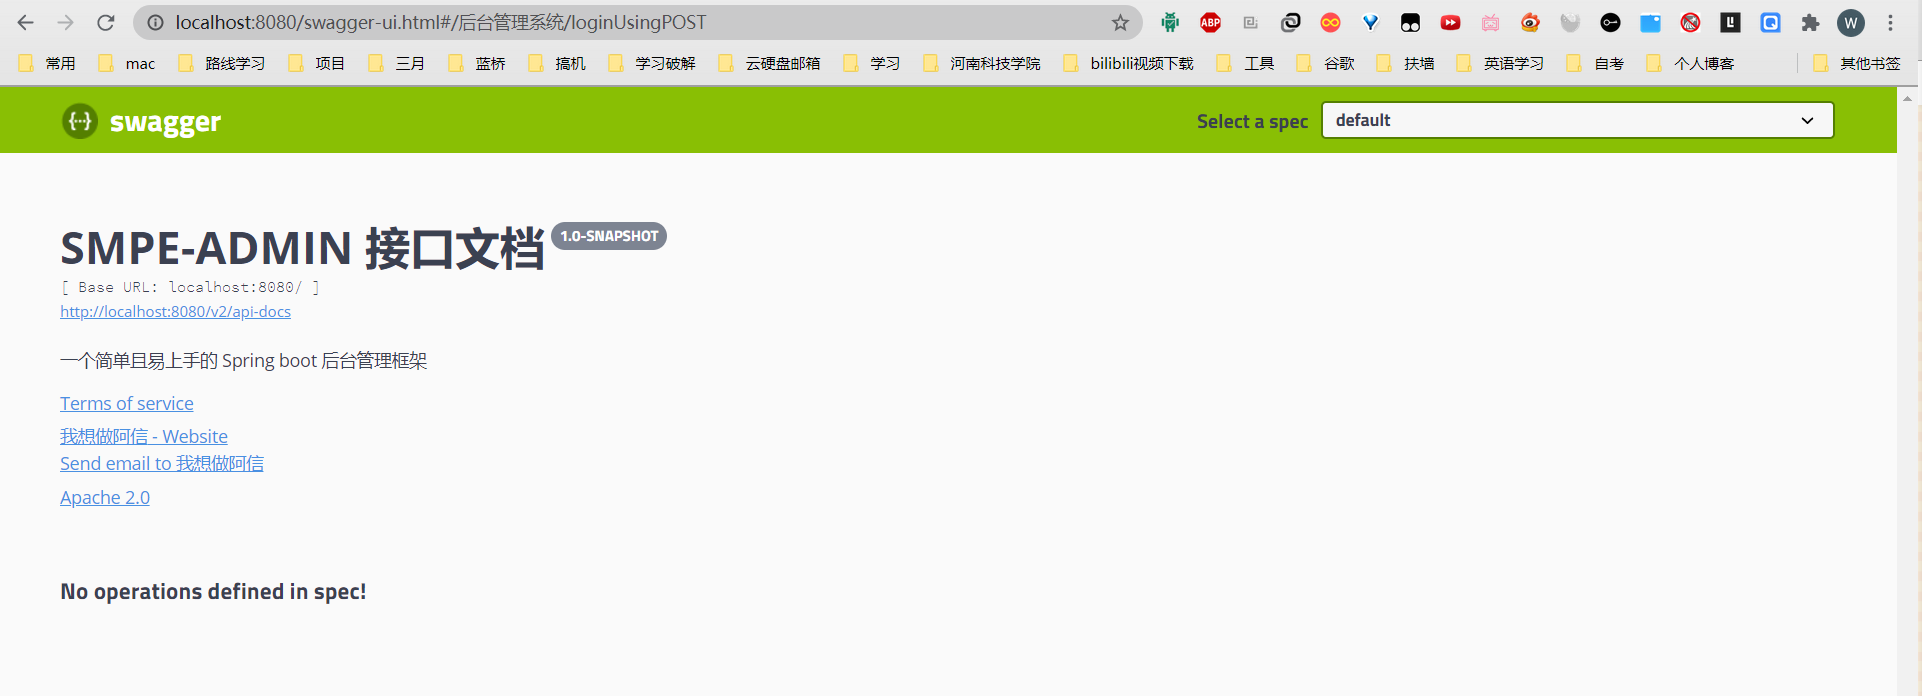 localhost:8080/swagger-ui.html#/后台管理系统/loginUsingPOST
ABP
W
常用 mac 路线学习 项目 三月 蓝桥 搞机 学习破解 云硬盘邮箱 学习 河南科技学院 bilibili视频下载 工具 谷歌 扶墙 英语学习 自考 个人博客 其他书签
{...} swagger Select a spec default
SMPE-ADMIN 接口文档 1.0-SNAPSHOT
[ Base URL: localhost:8080/ ]
http://localhost:8080/v2/api-docs
一个简单且易上手的 Spring boot 后台管理框架
Terms of service
我想做阿信 - Website
Send email to 我想做阿信
Apache 2.0
No operations defined in spec!